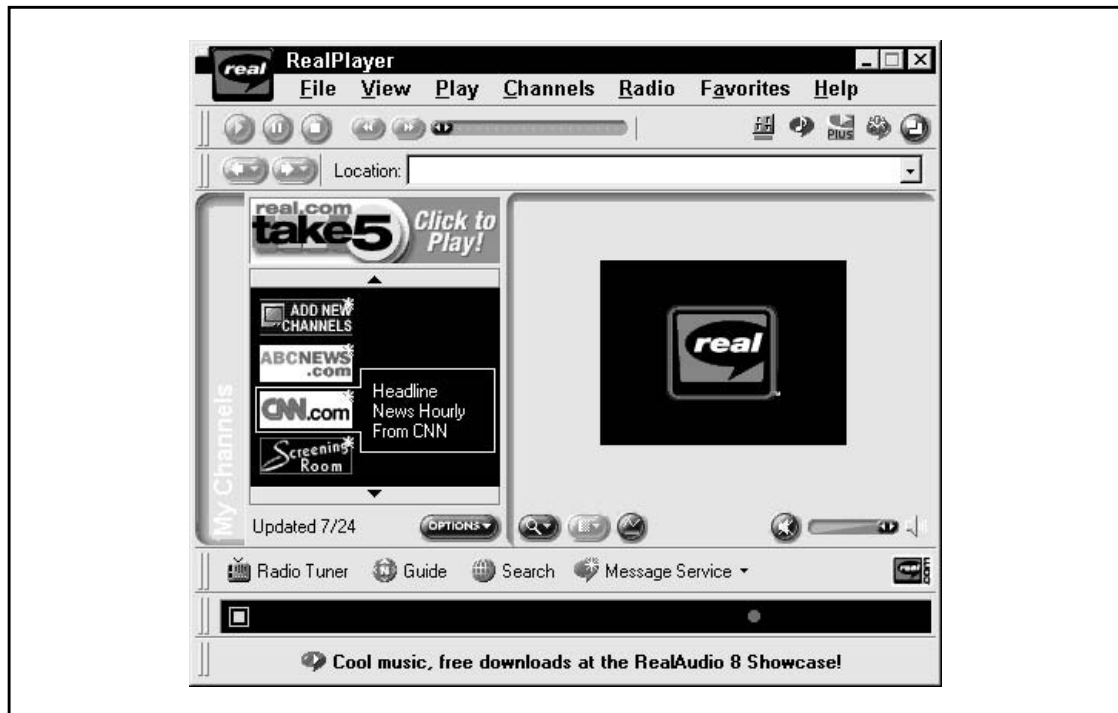 real
RealPlayer
File View Play Channels Radio Favorites Help
PLUS
Location:
My Channels
real.com
take5
Click to
Play!
ADD NEW
CHANNELS
ABCNEWS
.com
CNN.com
Headline
News Hourly
From CNN
Screening
Room
real
Updated 7/24
OPTIONS
Radio Tuner Guide Search Message Service
Cool music, free downloads at the RealAudio 8 Showcase!